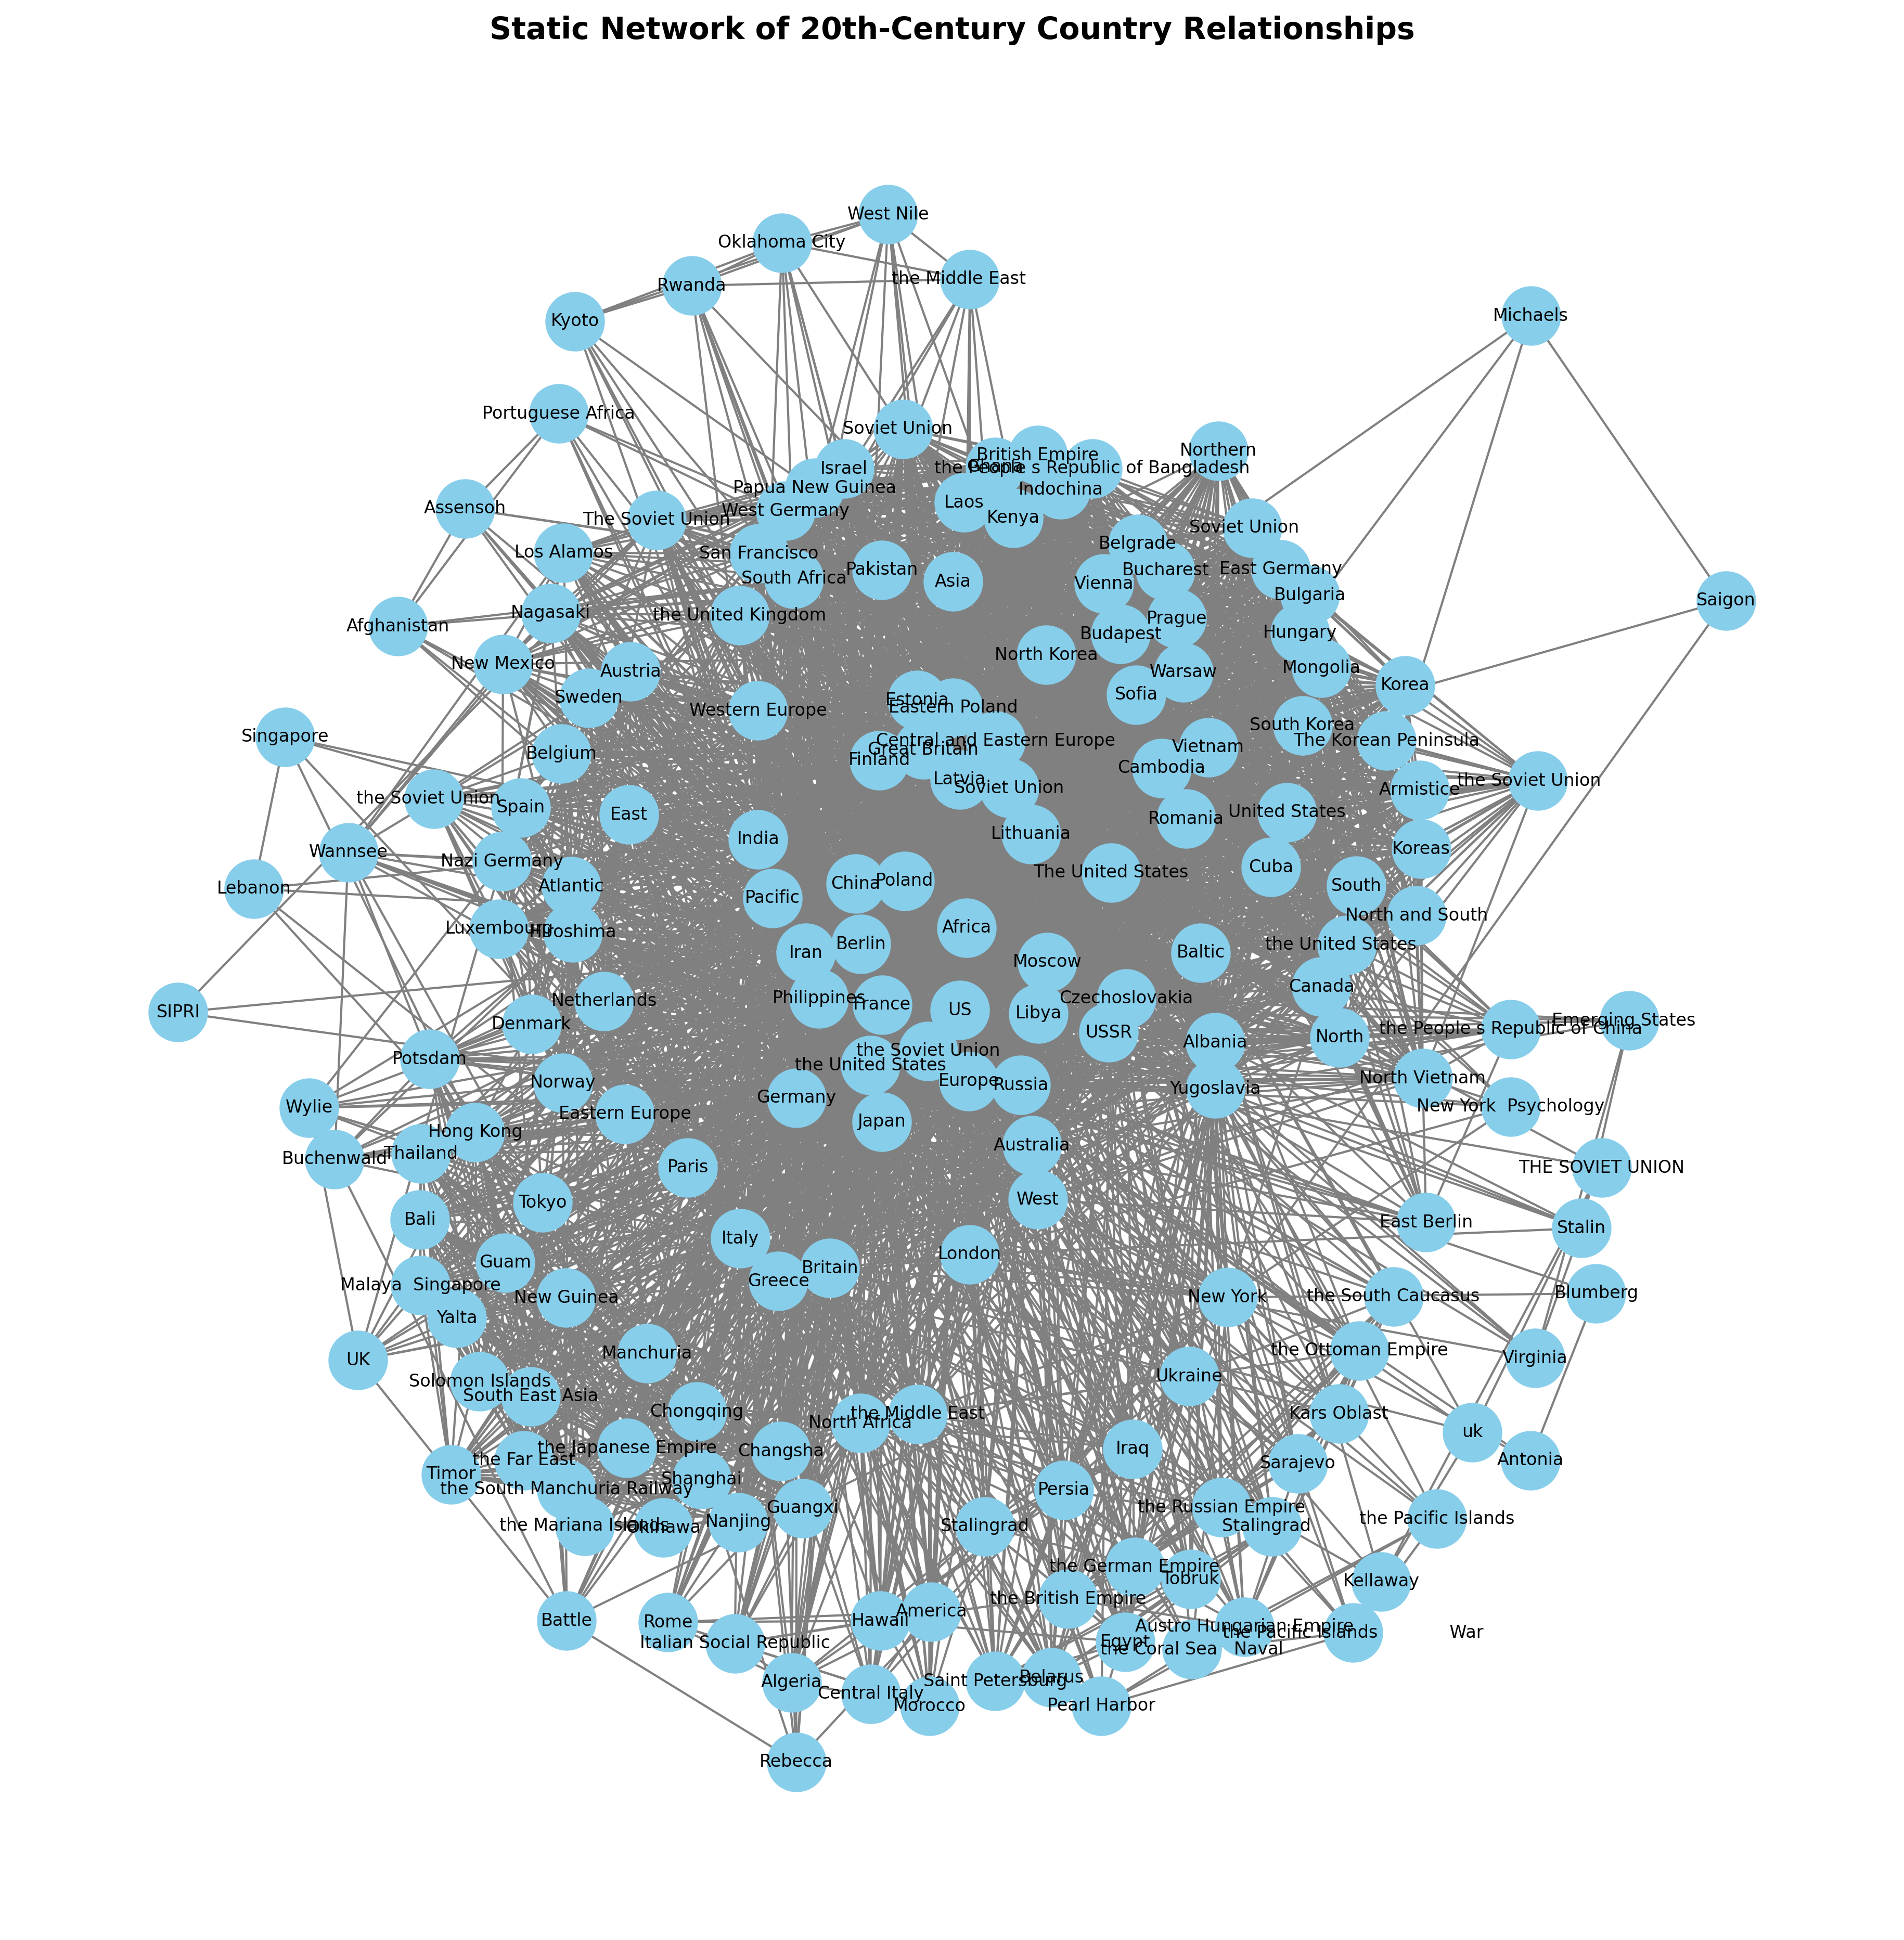 Static Network of 20th-Century Country Relationships
West Nile
Oklahoma City
the Middle East
Rwanda
Michaels
Kyoto
Portuguese Africa
Soviet Union
Northern
British Empire
Israel
Ghana
the People s Republic of Bangladesh
Papua New Guinea
Indochina
Laos
Assensoh
West Germany
Kenya
The Soviet Union
Soviet Union
Belgrade
Los Alamos
San Francisco
Pakistan
Bucharest
East Germany
South Africa
Asia
Vienna
Bulgaria
Saigon
Nagasaki
the United Kingdom
Prague
Afghanistan
Budapest
Hungary
North Korea
New Mexico
Austria
Warsaw
Mongolia
Korea
Sweden
Estonia
Sofia
Eastern Poland
Western Europe
South Korea
Singapore
Central and Eastern Europe
The Korean Peninsula
Great Britain
Vietnam
Belgium
Finland
Cambodia
Latvia
the Soviet Union
Soviet Union
Armistice
the Soviet Union
Spain
East
United States
Romania
Lithuania
India
Wannsee
Koreas
Nazi Germany
Cuba
The United States
China
Poland
Atlantic
South
Lebanon
Pacific
North and South
Luxembourg
Hiroshima
Africa
Berlin
the United States
Iran
Baltic
Moscow
Canada
Philippines
Czechoslovakia
Netherlands
France
US
SIPRI
Libya
Emerging States
the People s Republic of China
Denmark
USSR
North
Albania
the Soviet Union
Potsdam
the United States
North Vietnam
Norway
Europe
Russia
Yugoslavia
Germany
Wylie
New York  Psychology
Eastern Europe
Japan
Hong Kong
Australia
Thailand
Buchenwald
Paris
THE SOVIET UNION
West
Tokyo
Bali
East Berlin
Stalin
Italy
London
Guam
Britain
Greece
Malaya  Singapore
Blumberg
New Guinea
New York
the South Caucasus
Yalta
the Ottoman Empire
Manchuria
UK
Virginia
Ukraine
Solomon Islands
South East Asia
Chongqing
Kars Oblast
the Middle East
North Africa
uk
the Japanese Empire
Iraq
Changsha
the Far East
Antonia
Sarajevo
Timor
Shanghai
the South Manchuria Railway
Persia
Guangxi
the Russian Empire
the Pacific Islands
Nanjing
the Mariana Islands
Okinawa
Stalingrad
Stalingrad
the German Empire
Tobruk
Kellaway
the British Empire
America
Battle
Rome
Hawaii
Austro Hungarian Empire
the Pacific Islands                  War
Italian Social Republic
Egypt
the Coral Sea   Naval
Belarus
Saint Petersburg
Algeria
Central Italy
Morocco
Pearl Harbor
Rebecca